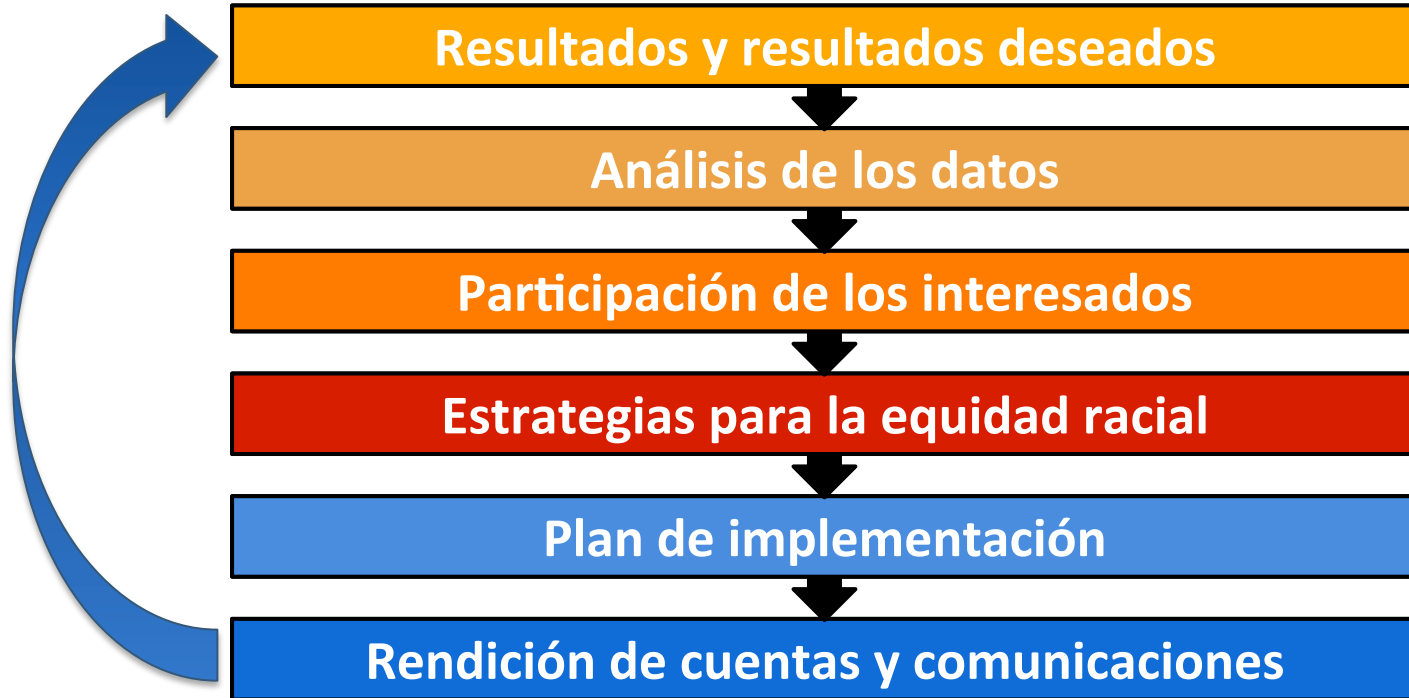 Resultados y resultados deseados
Análisis de los datos
Participación de los interesados
Estrategias para la equidad racial
Plan de implementación
Rendición de cuentas y comunicaciones